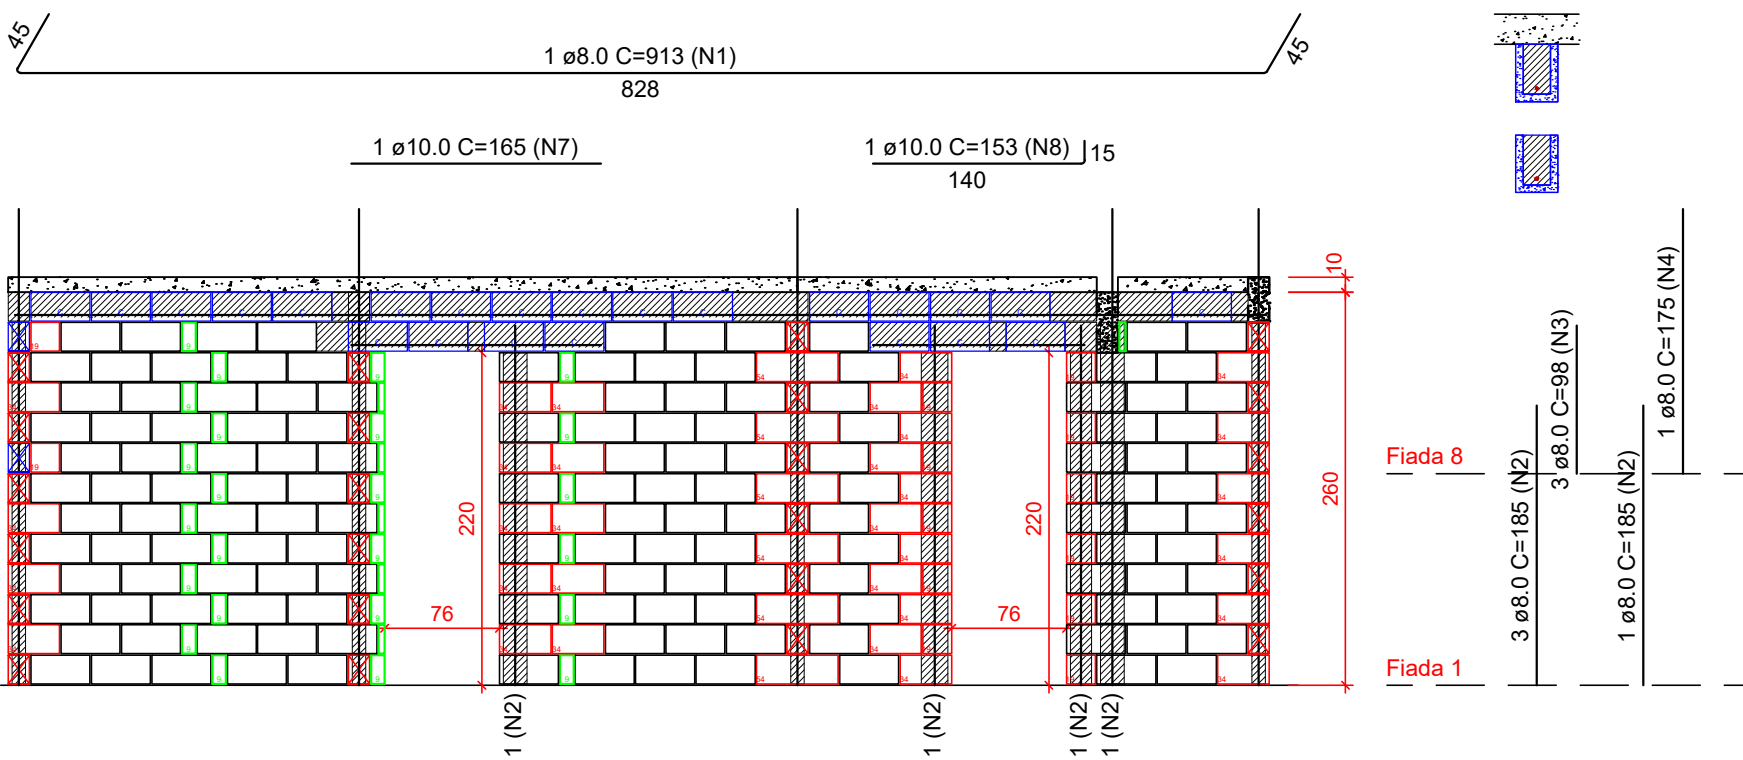 45
1 ø8.0 C=913 (N1)
828
45
1 ø10.0 C=165 (N7)
1 ø10.0 C=153 (N8)
15
140
10
260
220
220
76
76
1 (N2)
1 (N2)
1 (N2)
1 (N2)
Fiada 8
Fiada 1
3 ø8.0 C=185 (N2)
3 ø8.0 C=98 (N3)
1 ø8.0 C=185 (N2)
1 ø8.0 C=175 (N4)